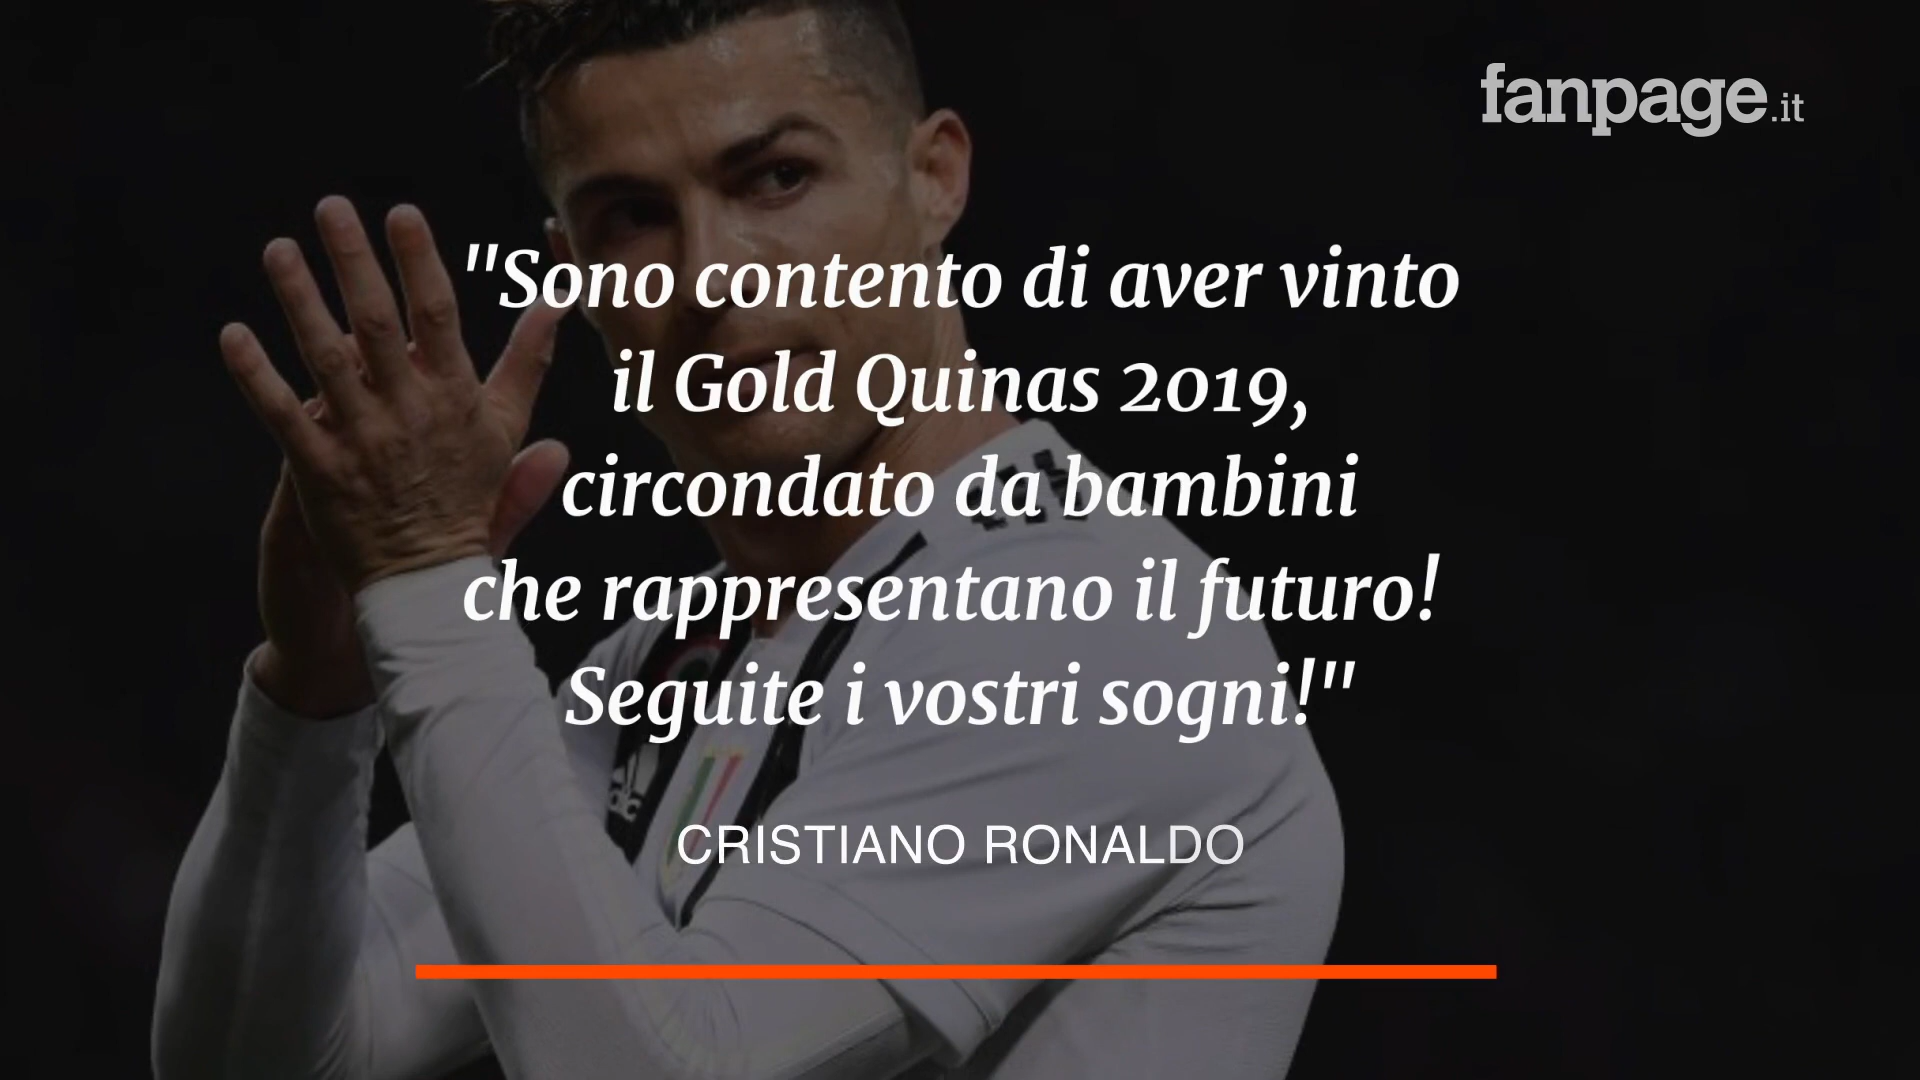 fanpage.it
"Sono contento di aver vinto
il Gold Quinas 2019,
circondato da bambini
che rappresentano il futuro!
Seguite i vostri sogni!"
CRISTIANO RONALDO